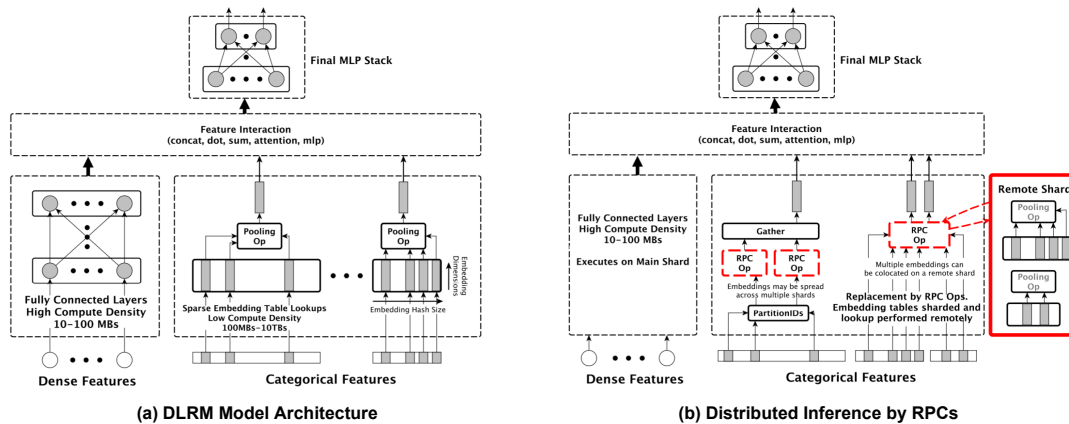 Final MLP Stack
Feature Interaction
(concat, dot, sum, attention, mlp)
Pooling
Op
Pooling
Op
Embedding
Dimensions
Fully Connected Layers
High Compute Density
10-100 MBs
Sparse Embedding Table Lookups
Low Compute Density
100MBs-10TBs
Embedding Hash Size
Dense Features
Categorical Features
(a) DLRM Model Architecture
Final MLP Stack
Feature Interaction
(concat, dot, sum, attention, mlp)
Fully Connected Layers
High Compute Density
10-100 MBs
Executes on Main Shard
Gather
RPC
Op
RPC
Op
Embeddings may be spread
across multiple shards
PartitionIDs
RPC
Op
Multiple embeddings can
be colocated on a remote shard
Replacement by RPC Ops.
Embedding tables sharded and
lookup performed remotely
Remote Shard
Pooling
Op
Pooling
Op
Dense Features
Categorical Features
(b) Distributed Inference by RPCs